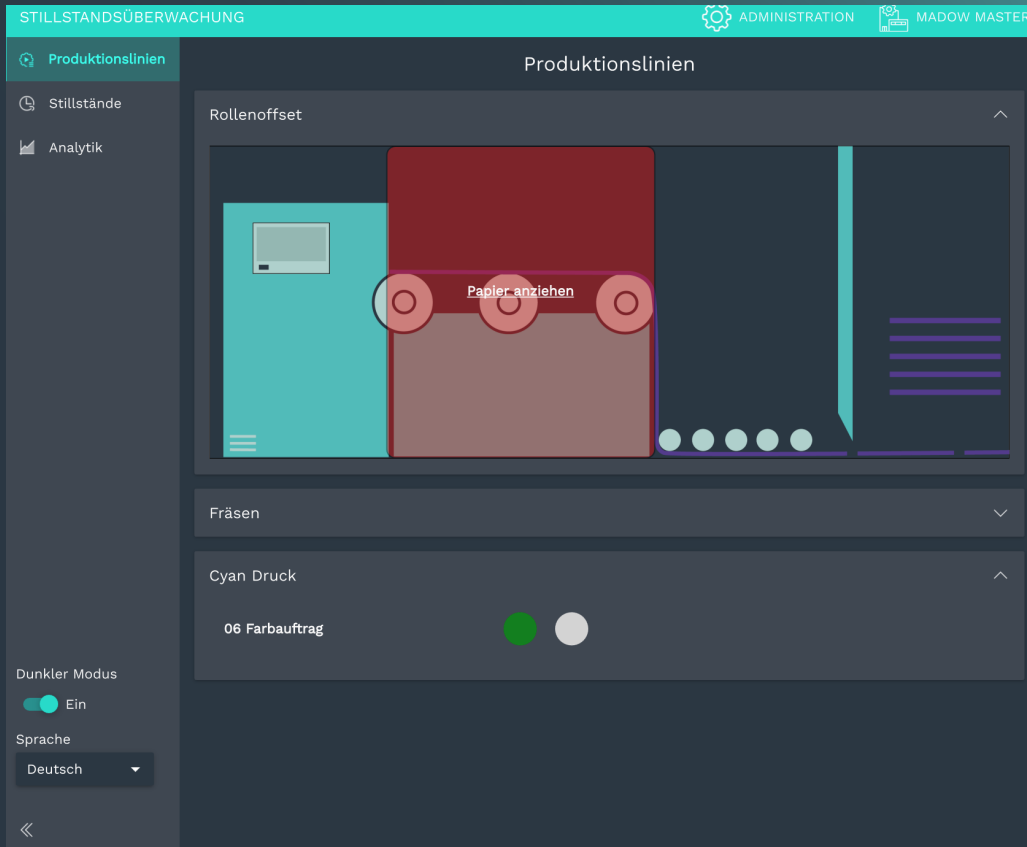 STILLSTANDSÜBERWACHUNG
ADMINISTRATION
MADOW MASTER
Produktionslinien
Stillstände
Analytik
Dunkler Modus
Ein
Sprache
Deutsch
Produktionslinien
Rollenoffset
Papier anziehen
Fräsen
Cyan Druck
06 Farbauftrag